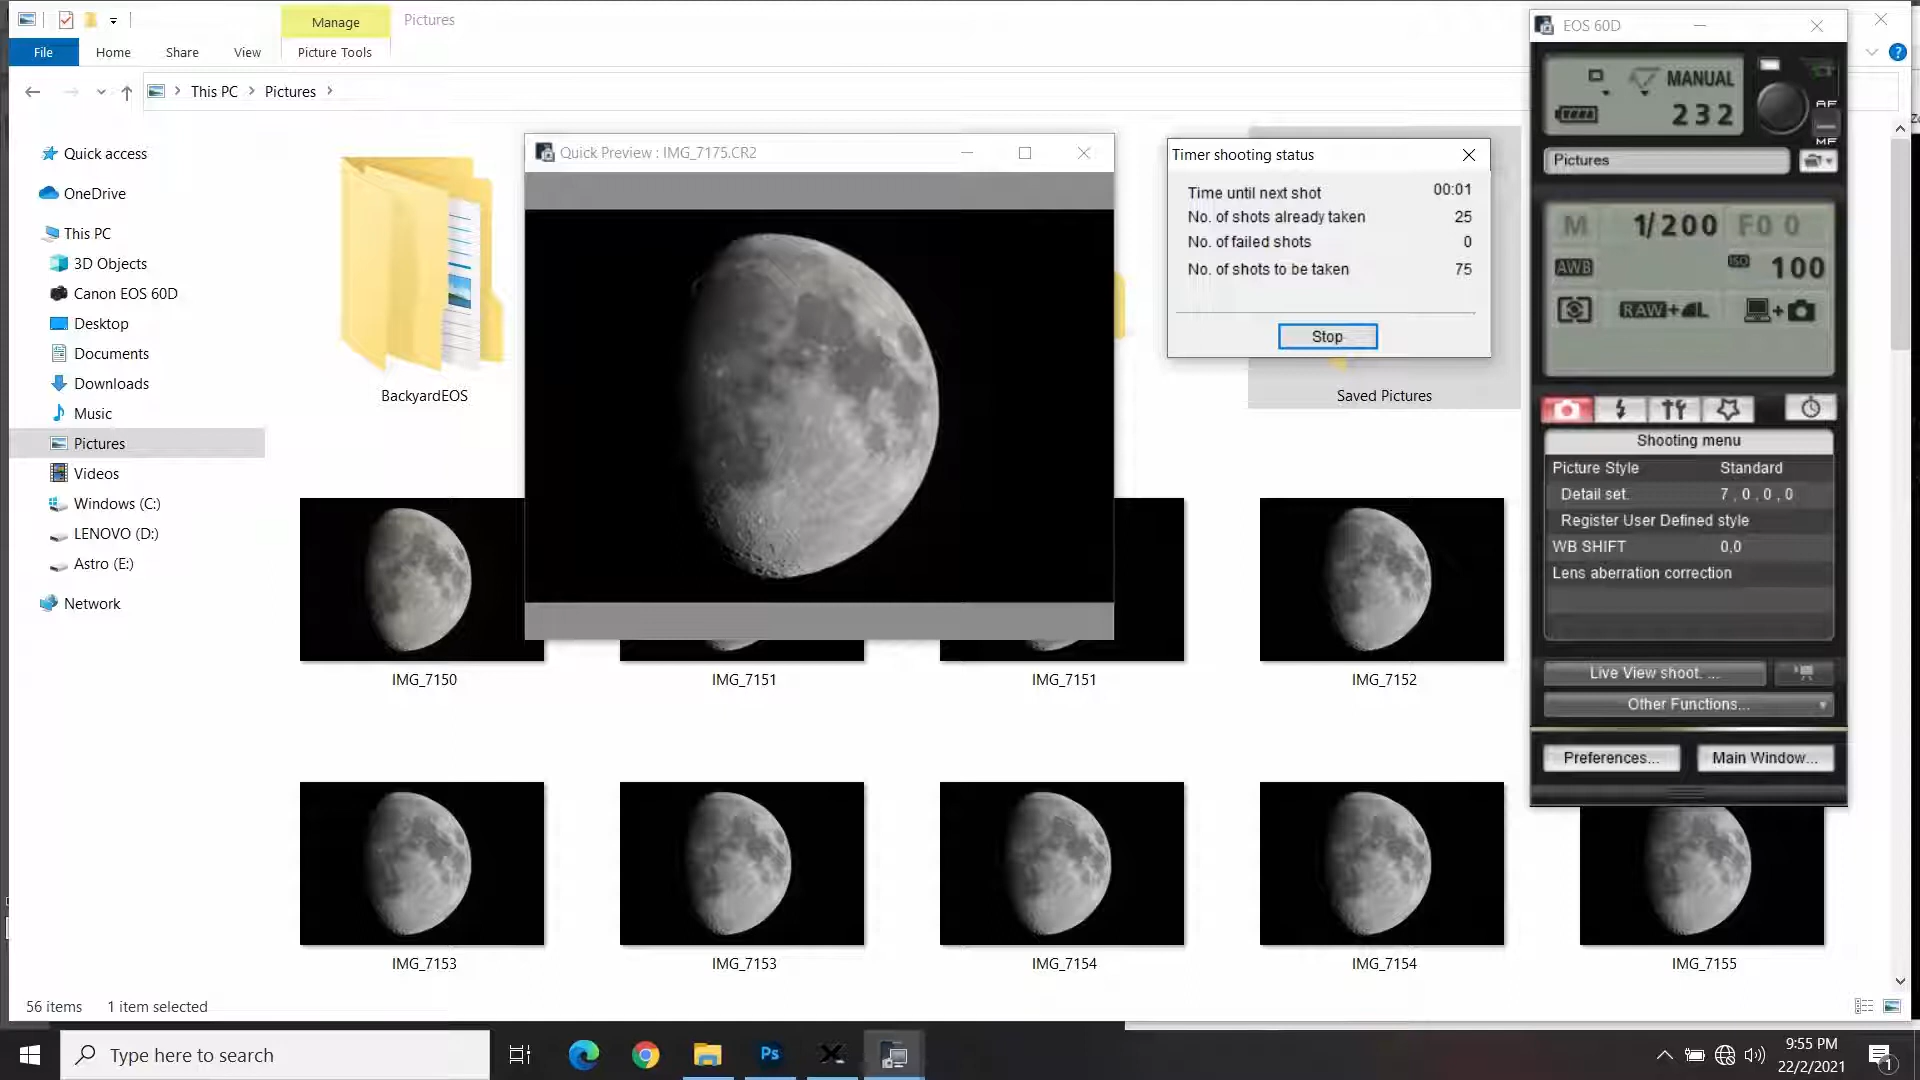 Manage
Pictures
File
Home
Share
View
Picture Tools
This PC
Pictures
Quick access
OneDrive
This PC
3D Objects
Canon EOS 60D
Desktop
Documents
Downloads
Music
Pictures
Videos
Windows (C:)
LENOVO (D:)
Astro (E:)
Network
BackyardEOS
Saved Pictures
IMG_7150
IMG_7151
IMG_7151
IMG_7152
IMG_7153
IMG_7153
IMG_7154
IMG_7154
IMG_7155
56 items
1 item selected
Quick Preview : IMG_7175.CR2
Timer shooting status
Time until next shot 00:01
No. of shots already taken 25
No. of failed shots 0
No. of shots to be taken 75
Stop
EOS 60D
MANUAL
232
AF
MF
Pictures
M 1/200 F0 0
AWB ISO 100
RAW+L
Shooting menu
Picture Style Standard
Detail set. 7 , 0 , 0 , 0
Register User Defined style
WB SHIFT 0,0
Lens aberration correction
Live View shoot. ...
Other Functions...
Preferences...
Main Window...
Type here to search
Ps
9:55 PM
22/2/2021
1